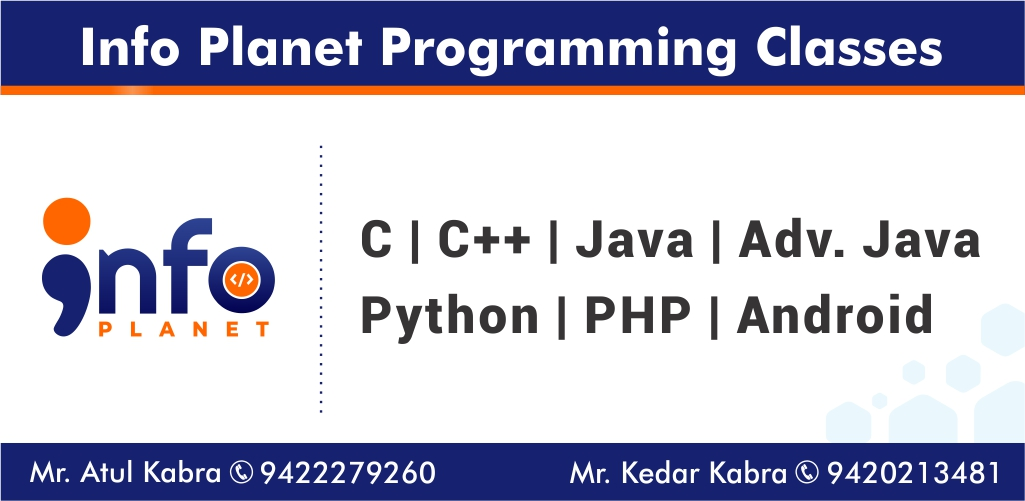 Info Planet Programming Classes
info
PLANET
</>
C | C++ | Java | Adv. Java
Python | PHP | Android
Mr. Atul Kabra 9422279260
Mr. Kedar Kabra 9420213481